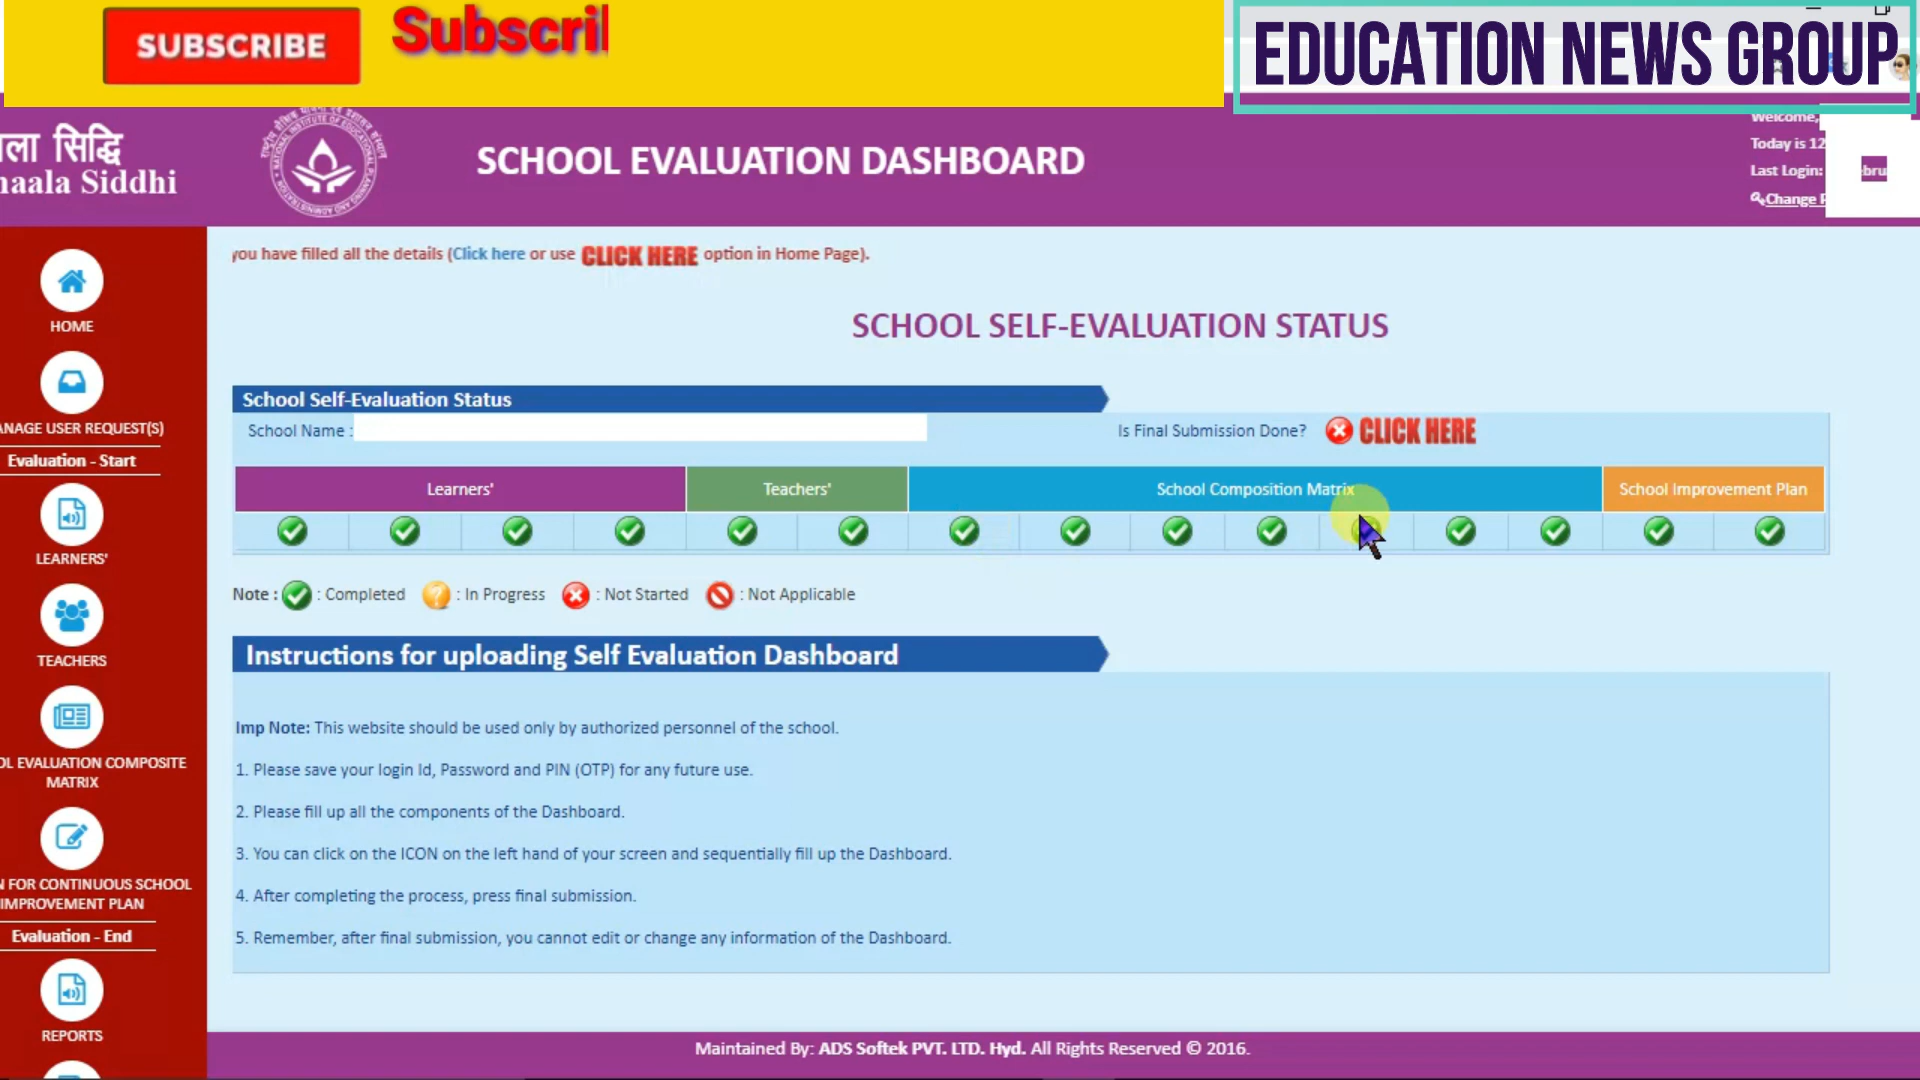 SUBSCRIBE
Subscri
EDUCATION NEWS GROUP
ला सिद्धि
haala Siddhi
SCHOOL EVALUATION DASHBOARD
Welcome,
Today is 12
Last Login:
ebru
Change P
you have filled all the details (Click here or use CLICK HERE option in Home Page).
SCHOOL SELF-EVALUATION STATUS
School Self-Evaluation Status
School Name :
Is Final Submission Done? CLICK HERE
Learners' Teachers' School Composition Matrix School Improvement Plan
Note : : Completed : In Progress : Not Started : Not Applicable
Instructions for uploading Self Evaluation Dashboard
Imp Note: This website should be used only by authorized personnel of the school.
1. Please save your login Id, Password and PIN (OTP) for any future use.
2. Please fill up all the components of the Dashboard.
3. You can click on the ICON on the left hand of your screen and sequentially fill up the Dashboard.
4. After completing the process, press final submission.
5. Remember, after final submission, you cannot edit or change any information of the Dashboard.
HOME
ANAGE USER REQUEST(S)
Evaluation - Start
LEARNERS'
TEACHERS
OL EVALUATION COMPOSITE
MATRIX
N FOR CONTINUOUS SCHOOL
IMPROVEMENT PLAN
Evaluation - End
REPORTS
Maintained By: ADS Softek PVT. LTD. Hyd. All Rights Reserved © 2016.